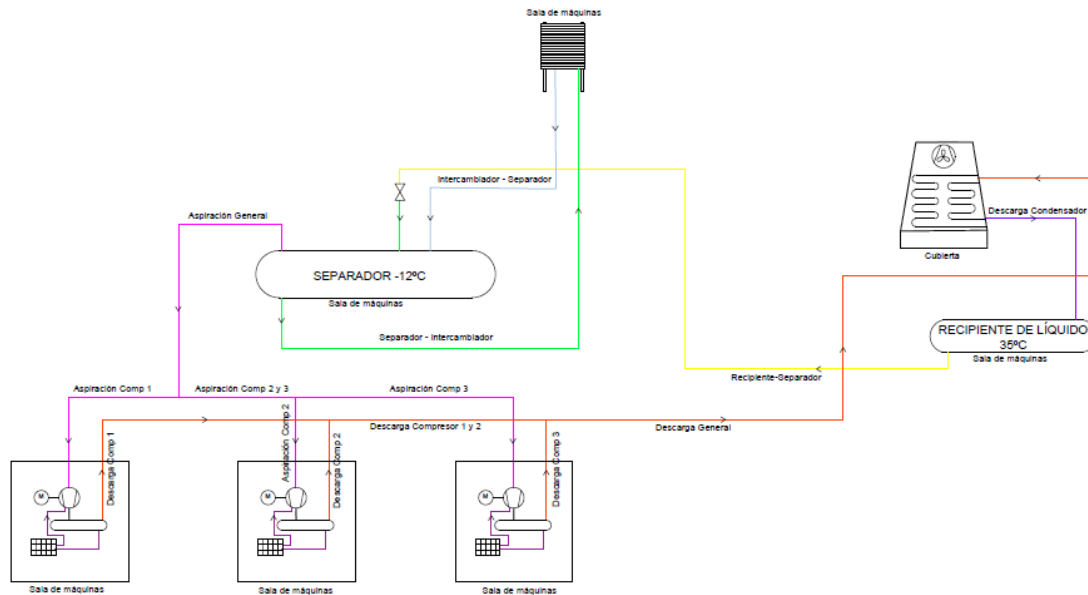 Sala de máquinas
Intercambiador - Separador
Aspiración General
Descarga Condensador
Cubierta
SEPARADOR -12ºC
Sala de máquinas
Separador - Intercambiador
RECIPIENTE DE LÍQUIDO
35ºC
Sala de máquinas
Recipiente-Separador
Aspiración Comp 1
Aspiración Comp 2 y 3
Aspiración Comp 3
Descarga Compresor 1 y 2
Descarga General
Descarga Comp 1
Aspiración Comp 2
Descarga Comp 2
Descarga Comp 3
M
M
M
Sala de máquinas
Sala de máquinas
Sala de máquinas